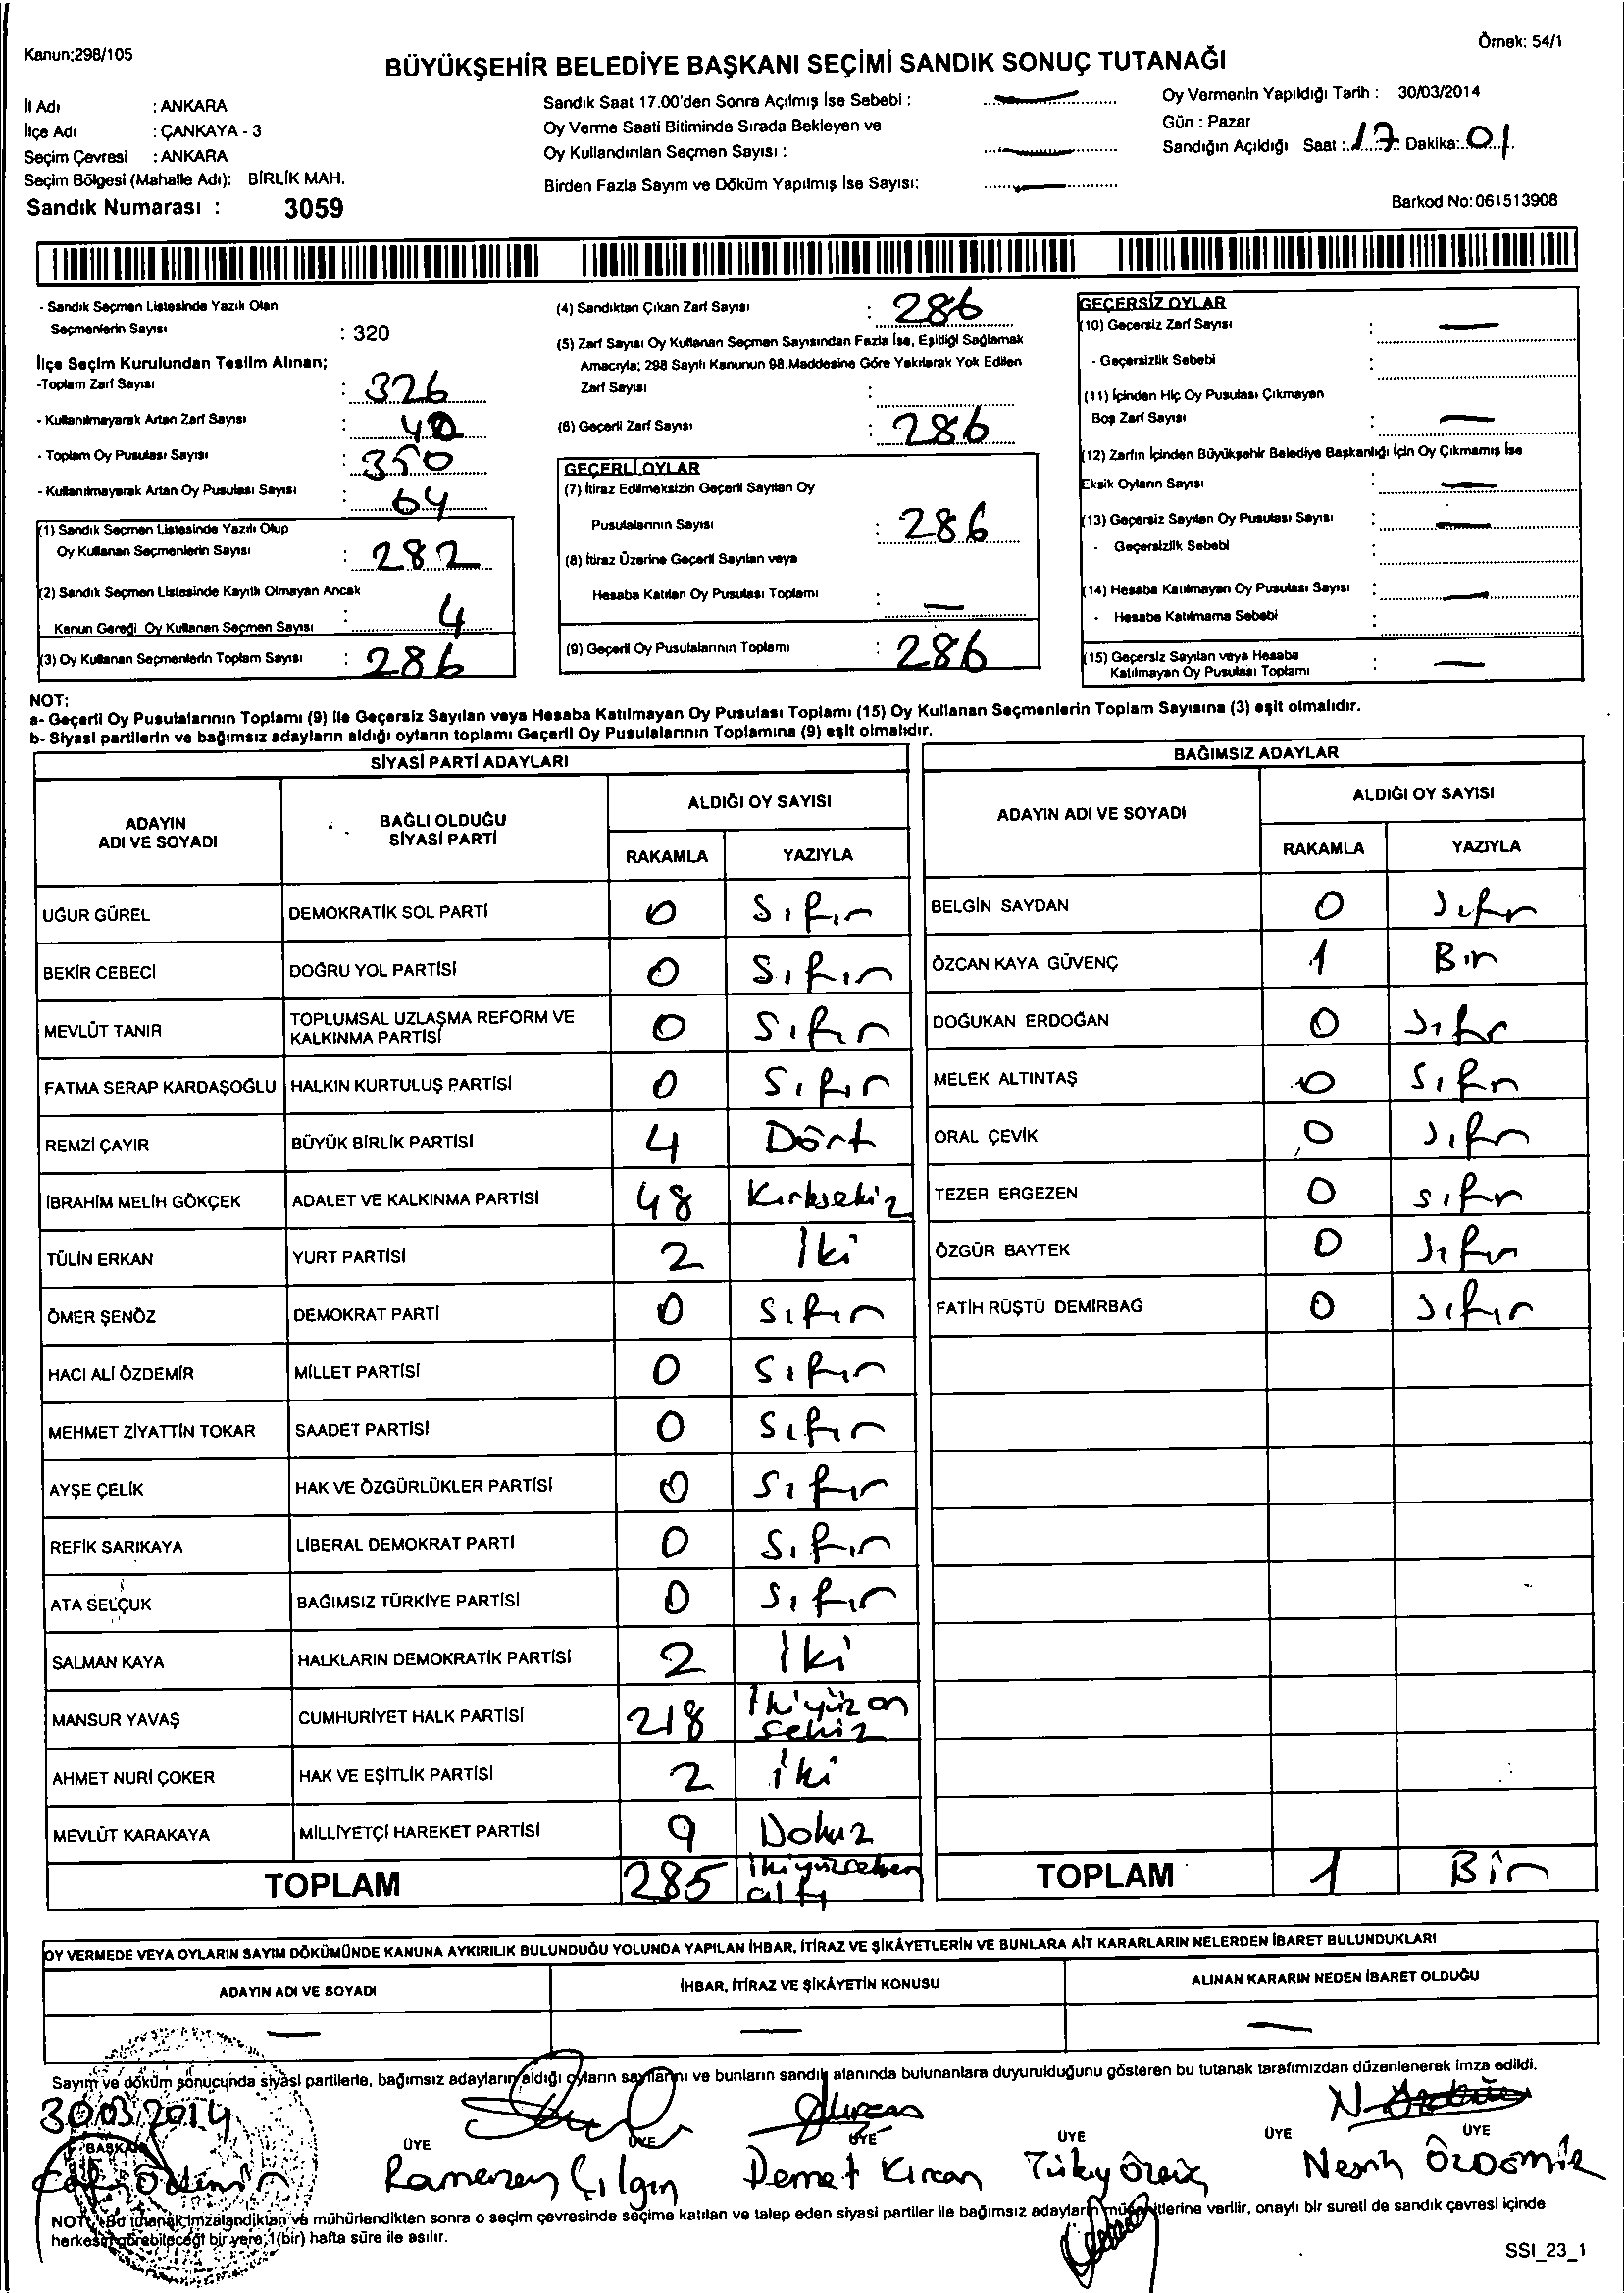 Kanun:298/105
Örnek: 54/1
BÜYÜKŞEHİR BELEDİYE BAŞKANI SEÇİMİ SANDIK SONUÇ TUTANAĞI
İl Adı : ANKARA
İlçe Adı : ÇANKAYA - 3
Seçim Çevresi : ANKARA
Seçim Bölgesi (Mahalle Adı): BİRLİK MAH.
Sandık Numarası : 3059
Sandık Saat 17.00'den Sonra Açılmış İse Sebebi :
Oy Verme Saati Bitiminde Sırada Bekleyen ve
Oy Kullandırılan Seçmen Sayısı :
Birden Fazla Sayım ve Döküm Yapılmış İse Sayısı:
Oy Vermenin Yapıldığı Tarih : 30/03/2014
Gün : Pazar
Sandığın Açıldığı Saat : 17 Dakika: 01
Barkod No: 061513908
- Sandık Seçmen Listesinde Yazılı Olan
Seçmenlerin Sayısı : 320
İlçe Seçim Kurulundan Teslim Alınan;
-Toplam Zarf Sayısı : 326
- Kullanılmayarak Artan Zarf Sayısı : 40
- Toplam Oy Pusulası Sayısı : 350
- Kullanılmayarak Artan Oy Pusulası Sayısı : 64
(1) Sandık Seçmen Listesinde Yazılı Olup
Oy Kullanan Seçmenlerin Sayısı : 282
(2) Sandık Seçmen Listesinde Kayıtlı Olmayan Ancak
Kanun Gereği Oy Kullanan Seçmen Sayısı : 4
(3) Oy Kullanan Seçmenlerin Toplam Sayısı : 286
(4) Sandıktan Çıkan Zarf Sayısı : 286
(5) Zarf Sayısı Oy Kullanan Seçmen Sayısından Fazla İse, Eşitliği Sağlamak
Amacıyla; 298 Sayılı Kanunun 98.Maddesine Göre Yakılarak Yok Edilen
Zarf Sayısı :
(6) Geçerli Zarf Sayısı : 286
GEÇERLİ OYLAR
(7) İtiraz Edilmeksizin Geçerli Sayılan Oy
Pusulalarının Sayısı : 286
(8) İtiraz Üzerine Geçerli Sayılan veya
Hesaba Katılan Oy Pusulası Toplamı : —
(9) Geçerli Oy Pusulalarının Toplamı : 286
GEÇERSİZ OYLAR
(10) Geçersiz Zarf Sayısı : —
- Geçersizlik Sebebi :
(11) İçinden Hiç Oy Pusulası Çıkmayan
Boş Zarf Sayısı : —
(12) Zarfın İçinden Büyükşehir Belediye Başkanlığı İçin Oy Çıkmamış İse
Eksik Oyların Sayısı : —
(13) Geçersiz Sayılan Oy Pusulası Sayısı : —
- Geçersizlik Sebebi :
(14) Hesaba Katılmayan Oy Pusulası Sayısı : —
- Hesaba Katılmama Sebebi :
(15) Geçersiz Sayılan veya Hesaba
Katılmayan Oy Pusulası Toplamı : —
NOT:
a- Geçerli Oy Pusulalarının Toplamı (9) ile Geçersiz Sayılan veya Hesaba Katılmayan Oy Pusulası Toplamı (15) Oy Kullanan Seçmenlerin Toplam Sayısına (3) eşit olmalıdır.
b- Siyasi partilerin ve bağımsız adayların aldığı oyların toplamı Geçerli Oy Pusulalarının Toplamına (9) eşit olmalıdır.
SİYASİ PARTİ ADAYLARI
ADAYIN ADI VE SOYADI BAĞLI OLDUĞU SİYASİ PARTİ ALDIĞI OY SAYISI
RAKAMLA YAZIYLA
UĞUR GÜREL DEMOKRATİK SOL PARTİ 0 Sıfır
BEKİR CEBECİ DOĞRU YOL PARTİSİ 0 Sıfır
MEVLÜT TANIR TOPLUMSAL UZLAŞMA REFORM VE KALKINMA PARTİSİ 0 Sıfır
FATMA SERAP KARDAŞOĞLU HALKIN KURTULUŞ PARTİSİ 0 Sıfır
REMZİ ÇAYIR BÜYÜK BİRLİK PARTİSİ 4 Dört
İBRAHİM MELİH GÖKÇEK ADALET VE KALKINMA PARTİSİ 48 Kırksekiz
TÜLİN ERKAN YURT PARTİSİ 2 İki
ÖMER ŞENÖZ DEMOKRAT PARTİ 0 Sıfır
HACI ALİ ÖZDEMİR MİLLET PARTİSİ 0 Sıfır
MEHMET ZİYATTİN TOKAR SAADET PARTİSİ 0 Sıfır
AYŞE ÇELİK HAK VE ÖZGÜRLÜKLER PARTİSİ 0 Sıfır
REFİK SARIKAYA LİBERAL DEMOKRAT PARTİ 0 Sıfır
ATA SELÇUK BAĞIMSIZ TÜRKİYE PARTİSİ 0 Sıfır
SALMAN KAYA HALKLARIN DEMOKRATİK PARTİSİ 2 İki
MANSUR YAVAŞ CUMHURİYET HALK PARTİSİ 218 İkiyüzon sekiz
AHMET NURİ ÇOKER HAK VE EŞİTLİK PARTİSİ 2 iki
MEVLÜT KARAKAYA MİLLİYETÇİ HAREKET PARTİSİ 9 Dokuz
TOPLAM 285 ikiyüzseksen altı
BAĞIMSIZ ADAYLAR
ADAYIN ADI VE SOYADI ALDIĞI OY SAYISI
RAKAMLA YAZIYLA
BELGİN SAYDAN 0 Sıfır
ÖZCAN KAYA GÜVENÇ 1 Bir
DOĞUKAN ERDOĞAN 0 Sıfır
MELEK ALTINTAŞ 0 Sıfır
ORAL ÇEVİK 0 Sıfır
TEZER ERGEZEN 0 Sıfır
ÖZGÜR BAYTEK 0 Sıfır
FATİH RÜŞTÜ DEMİRBAĞ 0 Sıfır
TOPLAM 1 Bir
OY VERMEDE VEYA OYLARIN SAYIM DÖKÜMÜNDE KANUNA AYKIRILIK BULUNDUĞU YOLUNDA YAPILAN İHBAR, İTİRAZ VE ŞİKÂYETLERİN VE BUNLARA AİT KARARLARIN NELERDEN İBARET BULUNDUKLARI
ADAYIN ADI VE SOYADI İHBAR, İTİRAZ VE ŞİKÂYETİN KONUSU ALINAN KARARIN NEDEN İBARET OLDUĞU
— — —
Sayım ve döküm sonucunda siyasi partilerle, bağımsız adayların aldığı oyların sayılarını ve bunların sandık alanında bulunanlara duyurulduğunu gösteren bu tutanak tarafımızdan düzenlenerek imza edildi.
30.03.2014
BAŞKAN ÜYE ÜYE ÜYE ÜYE ÜYE ÜYE
Ramazan Çılgın Demet Kırcan
NOT: Bu tutanak imzalandıktan ve mühürlendikten sonra o seçim çevresinde seçime katılan ve talep eden siyasi partiler ile bağımsız adayların müşahitlerine verilir, onaylı bir sureti de sandık çevresi içinde
herkesin görebileceği bir yere, 1(bir) hafta süre ile asılır.
SSI_23_1